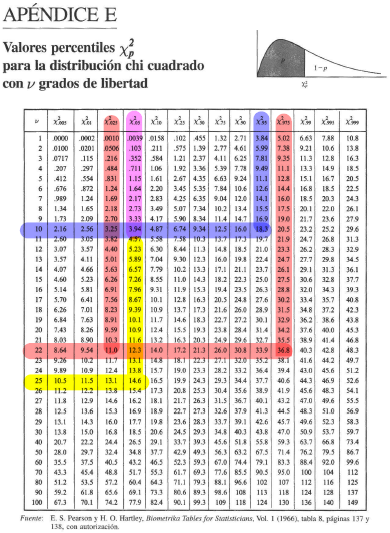 APÉNDICE E
Valores percentiles χ²p
para la distribución chi cuadrado
con ν grados de libertad
p
1−p
χ²p
ν χ².005 χ².01 χ².025 χ².05 χ².10 χ².25 χ².50 χ².75 χ².90 χ².95 χ².975 χ².99 χ².995 χ².999
1 .0000 .0002 .0010 .0039 .0158 .102 .455 1.32 2.71 3.84 5.02 6.63 7.88 10.8
2 .0100 .0201 .0506 .103 .211 .575 1.39 2.77 4.61 5.99 7.38 9.21 10.6 13.8
3 .0717 .115 .216 .352 .584 1.21 2.37 4.11 6.25 7.81 9.35 11.3 12.8 16.3
4 .207 .297 .484 .711 1.06 1.92 3.36 5.39 7.78 9.49 11.1 13.3 14.9 18.5
5 .412 .554 .831 1.15 1.61 2.67 4.35 6.63 9.24 11.1 12.8 15.1 16.7 20.5
6 .676 .872 1.24 1.64 2.20 3.45 5.35 7.84 10.6 12.6 14.4 16.8 18.5 22.5
7 .989 1.24 1.69 2.17 2.83 4.25 6.35 9.04 12.0 14.1 16.0 18.5 20.3 24.3
8 1.34 1.65 2.18 2.73 3.49 5.07 7.34 10.2 13.4 15.5 17.5 20.1 22.0 26.1
9 1.73 2.09 2.70 3.33 4.17 5.90 8.34 11.4 14.7 16.9 19.0 21.7 23.6 27.9
10 2.16 2.56 3.25 3.94 4.87 6.74 9.34 12.5 16.0 18.3 20.5 23.2 25.2 29.6
11 2.60 3.05 3.82 4.57 5.58 7.58 10.3 13.7 17.3 19.7 21.9 24.7 26.8 31.3
12 3.07 3.57 4.40 5.23 6.30 8.44 11.3 14.8 18.5 21.0 23.3 26.2 28.3 32.9
13 3.57 4.11 5.01 5.89 7.04 9.30 12.3 16.0 19.8 22.4 24.7 27.7 29.8 34.5
14 4.07 4.66 5.63 6.57 7.79 10.2 13.3 17.1 21.1 23.7 26.1 29.1 31.3 36.1
15 4.60 5.23 6.26 7.26 8.55 11.0 14.3 18.2 22.3 25.0 27.5 30.6 32.8 37.7
16 5.14 5.81 6.91 7.96 9.31 11.9 15.3 19.4 23.5 26.3 28.8 32.0 34.3 39.3
17 5.70 6.41 7.56 8.67 10.1 12.8 16.3 20.5 24.8 27.6 30.2 33.4 35.7 40.8
18 6.26 7.01 8.23 9.39 10.9 13.7 17.3 21.6 26.0 28.9 31.5 34.8 37.2 42.3
19 6.84 7.63 8.91 10.1 11.7 14.6 18.3 22.7 27.2 30.1 32.9 36.2 38.6 43.8
20 7.43 8.26 9.59 10.9 12.4 15.5 19.3 23.8 28.4 31.4 34.2 37.6 40.0 45.3
21 8.03 8.90 10.3 11.6 13.2 16.3 20.3 24.9 29.6 32.7 35.5 38.9 41.4 46.8
22 8.64 9.54 11.0 12.3 14.0 17.2 21.3 26.0 30.8 33.9 36.8 40.3 42.8 48.3
23 9.26 10.2 11.7 13.1 14.8 18.1 22.3 27.1 32.0 35.2 38.1 41.6 44.2 49.7
24 9.89 10.9 12.4 13.8 15.7 19.0 23.3 28.2 33.2 36.4 39.4 43.0 45.6 51.2
25 10.5 11.5 13.1 14.6 16.5 19.9 24.3 29.3 34.4 37.7 40.6 44.3 46.9 52.6
26 11.2 12.2 13.8 15.4 17.3 20.8 25.3 30.4 35.6 38.9 41.9 45.6 48.3 54.1
27 11.8 12.9 14.6 16.2 18.1 21.7 26.3 31.5 36.7 40.1 43.2 47.0 49.6 55.5
28 12.5 13.6 15.3 16.9 18.9 22.7 27.3 32.6 37.9 41.3 44.5 48.3 51.0 56.9
29 13.1 14.3 16.0 17.7 19.8 23.6 28.3 33.7 39.1 42.6 45.7 49.6 52.3 58.3
30 13.8 15.0 16.8 18.5 20.6 24.5 29.3 34.8 40.3 43.8 47.0 50.9 53.7 59.7
40 20.7 22.2 24.4 26.5 29.1 33.7 39.3 45.6 51.8 55.8 59.3 63.7 66.8 73.4
50 28.0 29.7 32.4 34.8 37.7 42.9 49.3 56.3 63.2 67.5 71.4 76.2 79.5 86.7
60 35.5 37.5 40.5 43.2 46.5 52.3 59.3 67.0 74.4 79.1 83.3 88.4 92.0 99.6
70 43.3 45.4 48.8 51.7 55.3 61.7 69.3 77.6 85.5 90.5 95.0 100 104 112
80 51.2 53.5 57.2 60.4 64.3 71.1 79.3 88.1 96.6 102 107 112 116 125
90 59.2 61.8 65.6 69.1 73.3 80.6 89.3 98.6 108 113 118 124 128 137
100 67.3 70.1 74.2 77.9 82.4 90.1 99.3 109 118 124 130 136 140 149
Fuente: E. S. Pearson y H. O. Hartley, Biometrika Tables for Statisticians, Vol. 1 (1966), tabla 8, páginas 137 y
138, con autorización.